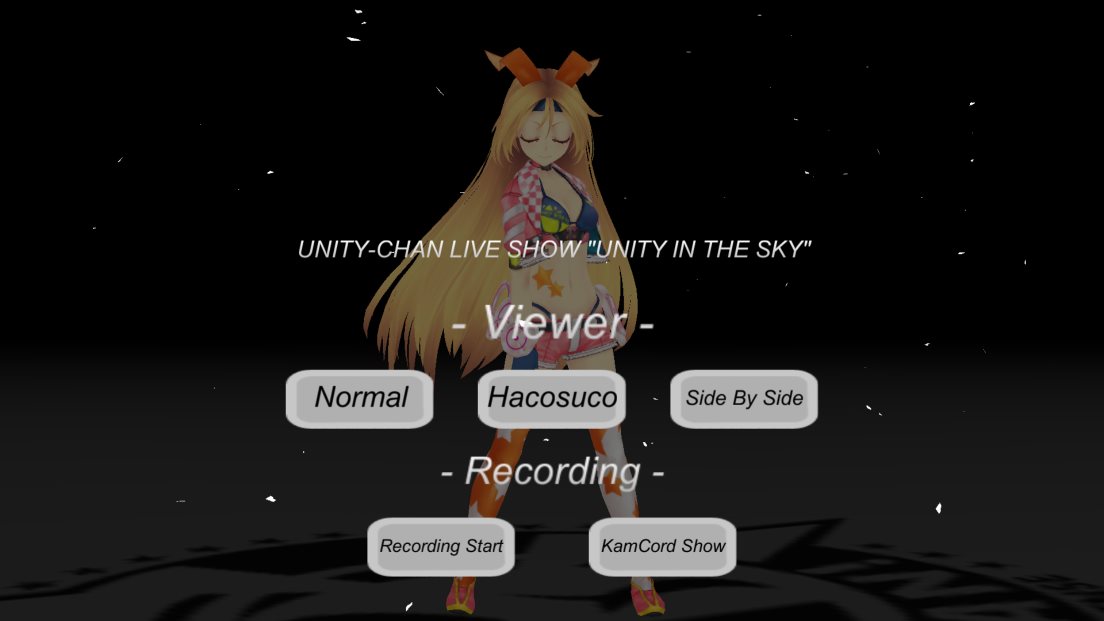 UNITY-CHAN LIVE SHOW "UNITY IN THE SKY"
- Viewer -
Normal
Hacosuco
Side By Side
- Recording -
Recording Start
KamCord Show